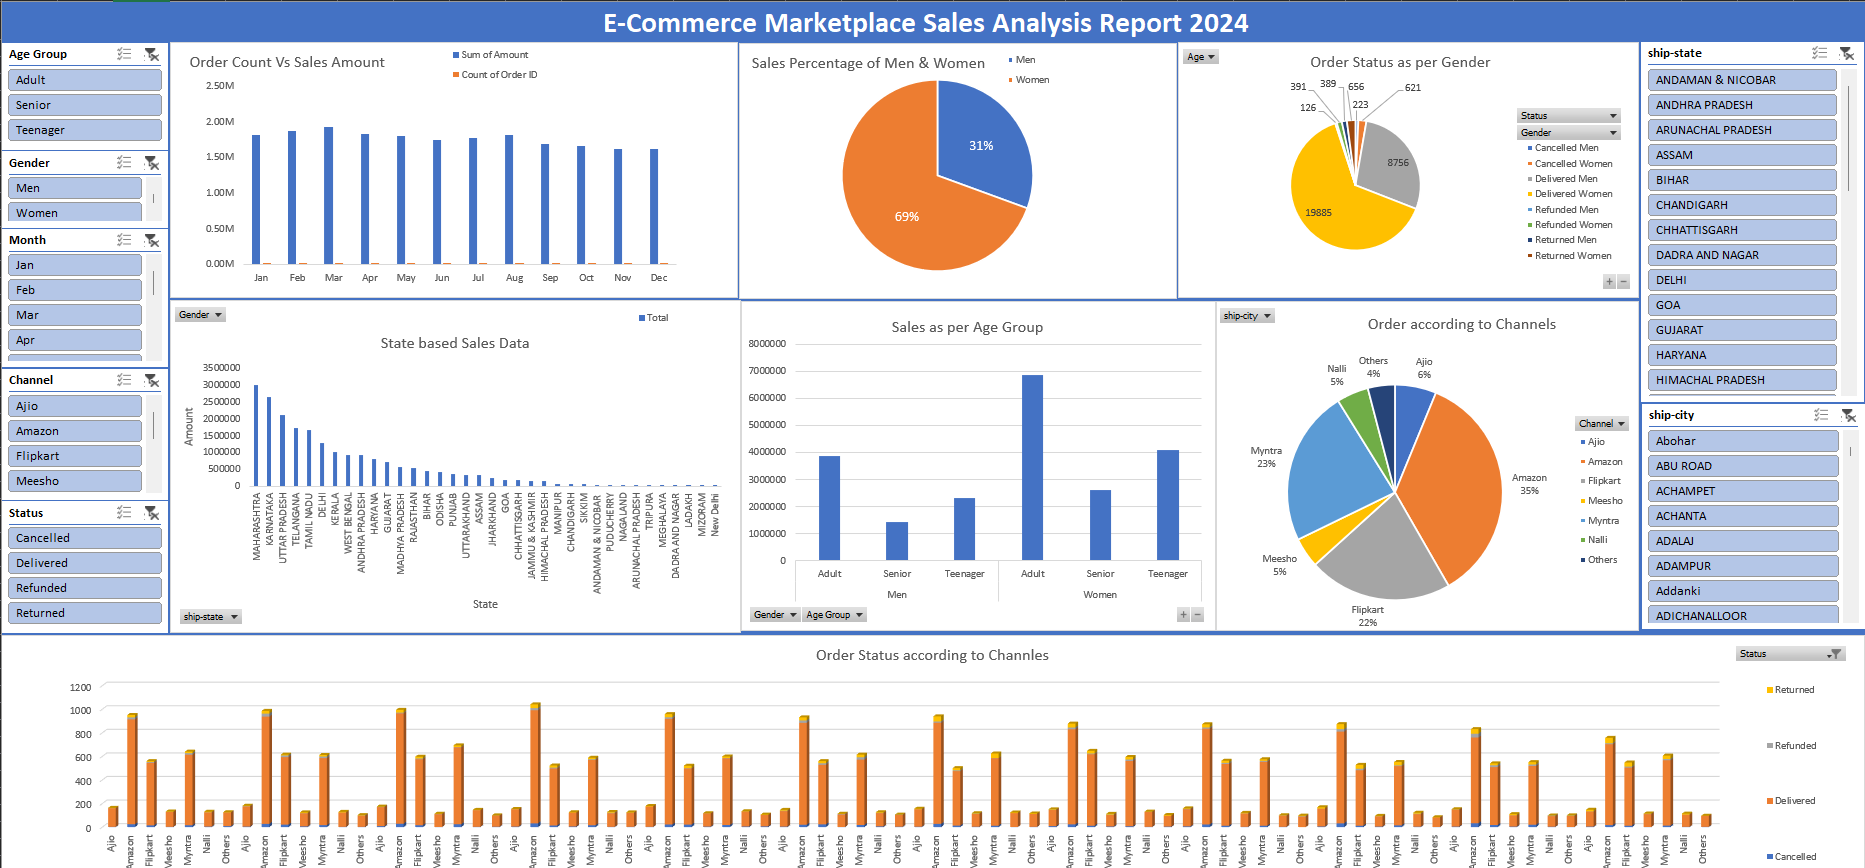 E-Commerce Marketplace Sales Analysis Report 2024
Age Group
Adult
Senior
Teenager
Gender
Men
Women
Month
Jan
Feb
Mar
Apr
Channel
Ajio
Amazon
Flipkart
Meesho
Status
Cancelled
Delivered
Refunded
Returned
Order Count Vs Sales Amount
Sum of Amount
Count of Order ID
2.50M
2.00M
1.50M
1.00M
0.50M
0.00M
Jan Feb Mar Apr May Jun Jul Aug Sep Oct Nov Dec
Sales Percentage of Men & Women
Men
Women
31%
69%
Age
Order Status as per Gender
391 389 656 621
126 223
8756
19885
Status
Gender
Cancelled Men
Cancelled Women
Delivered Men
Delivered Women
Refunded Men
Refunded Women
Returned Men
Returned Women
+ −
ship-state
ANDAMAN & NICOBAR
ANDHRA PRADESH
ARUNACHAL PRADESH
ASSAM
BIHAR
CHANDIGARH
CHHATTISGARH
DADRA AND NAGAR
DELHI
GOA
GUJARAT
HARYANA
HIMACHAL PRADESH
Gender
Total
State based Sales Data
Amount
3500000
3000000
2500000
2000000
1500000
1000000
500000
0
MAHARASHTRA
KARNATAKA
UTTAR PRADESH
TELANGANA
TAMIL NADU
DELHI
KERALA
WEST BENGAL
ANDHRA PRADESH
HARYANA
GUJARAT
MADHYA PRADESH
RAJASTHAN
BIHAR
ODISHA
PUNJAB
UTTARAKHAND
ASSAM
JHARKHAND
GOA
CHHATTISGARH
JAMMU & KASHMIR
HIMACHAL PRADESH
MANIPUR
CHANDIGARH
SIKKIM
ANDAMAN & NICOBAR
PUDUCHERRY
NAGALAND
ARUNACHAL PRADESH
TRIPURA
MEGHALAYA
DADRA AND NAGAR
LADAKH
MIZORAM
New Delhi
State
ship-state
Sales as per Age Group
8000000
7000000
6000000
5000000
4000000
3000000
2000000
1000000
0
Adult Senior Teenager Adult Senior Teenager
Men Women
Gender Age Group + −
ship-city
Order according to Channels
Ajio
6%
Amazon
35%
Flipkart
22%
Meesho
5%
Myntra
23%
Nalli
5%
Others
4%
Channel
Ajio
Amazon
Flipkart
Meesho
Myntra
Nalli
Others
ship-city
Abohar
ABU ROAD
ACHAMPET
ACHANTA
ADALAJ
ADAMPUR
Addanki
ADICHANALLOOR
Order Status according to Channles
Status
Returned
Refunded
Delivered
Cancelled
1200
1000
800
600
400
200
0
Ajio Amazon Flipkart Meesho Myntra Nalli Others Ajio Amazon Flipkart Meesho Myntra Nalli Others Ajio Amazon Flipkart Meesho Myntra Nalli Others Ajio Amazon Flipkart Meesho Myntra Nalli Others Ajio Amazon Flipkart Meesho Myntra Nalli Others Ajio Amazon Flipkart Meesho Myntra Nalli Others Ajio Amazon Flipkart Meesho Myntra Nalli Others Ajio Amazon Flipkart Meesho Myntra Nalli Others Ajio Amazon Flipkart Meesho Myntra Nalli Others Ajio Amazon Flipkart Meesho Myntra Nalli Others Ajio Amazon Flipkart Meesho Myntra Nalli Others Ajio Amazon Flipkart Meesho Myntra Nalli Others